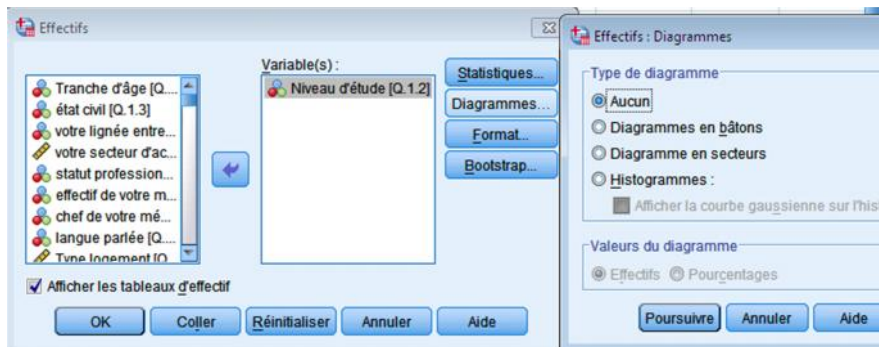 Effectifs
Variable(s) :
Tranche d'âge [Q....
état civil [Q.1.3]
votre lignée entre...
votre secteur d'ac...
statut profession...
effectif de votre m...
chef de votre mé...
langue parlée [Q....
Type logement [Q
Niveau d'étude [Q.1.2]
Statistiques...
Diagrammes...
Format...
Bootstrap...
Afficher les tableaux d'effectif
OK
Coller
Réinitialiser
Annuler
Aide
Effectifs : Diagrammes
Type de diagramme
Aucun
Diagrammes en bâtons
Diagramme en secteurs
Histogrammes :
Afficher la courbe gaussienne sur l'his
Valeurs du diagramme
Effectifs
Pourcentages
Poursuivre
Annuler
Aide